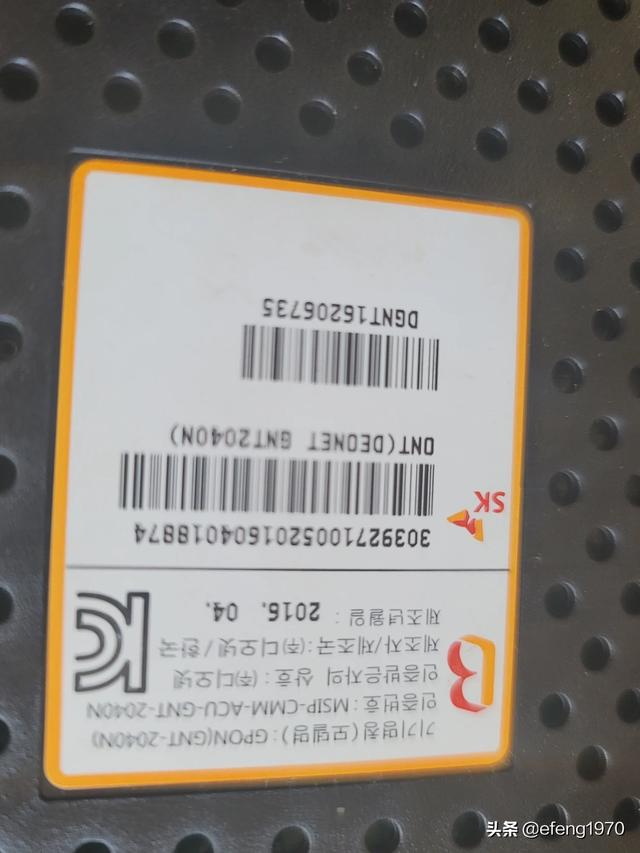 기기명칭(모델명) : GPON(GNT-2040N)
인증번호: MSIP-CMM-ACU-GNT-2040N
인증받은자의 상호 : (주)디오넷
제조자/제조국:(주)디오넷/한국
제조년월일 : 2016. 04.
SK
3039271005201604018874
ONT(DEONET GNT2040N)
DGNT16206735
头条 @efeng1970